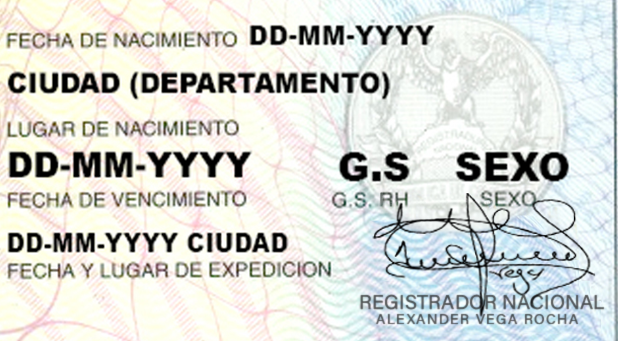 FECHA DE NACIMIENTO DD-MM-YYYY
CIUDAD (DEPARTAMENTO)
LUGAR DE NACIMIENTO
DD-MM-YYYY G.S SEXO
FECHA DE VENCIMIENTO G.S. RH SEXO
DD-MM-YYYY CIUDAD
FECHA Y LUGAR DE EXPEDICION
REGISTRADOR NACIONAL
ALEXANDER VEGA ROCHA